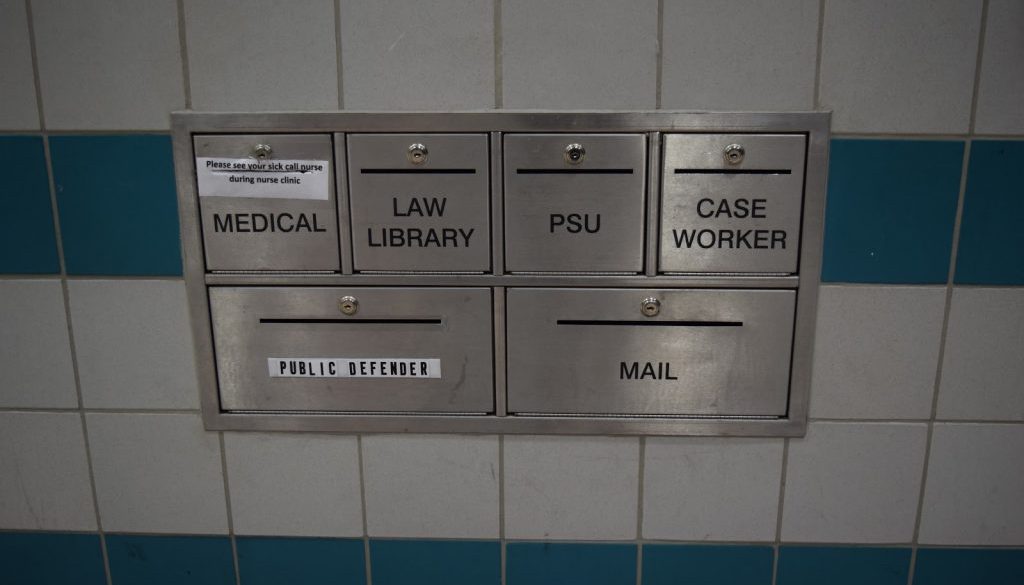 Please see your sick call nurse
during nurse clinic
MEDICAL
LAW
LIBRARY
PSU
CASE
WORKER
PUBLIC DEFENDER
MAIL